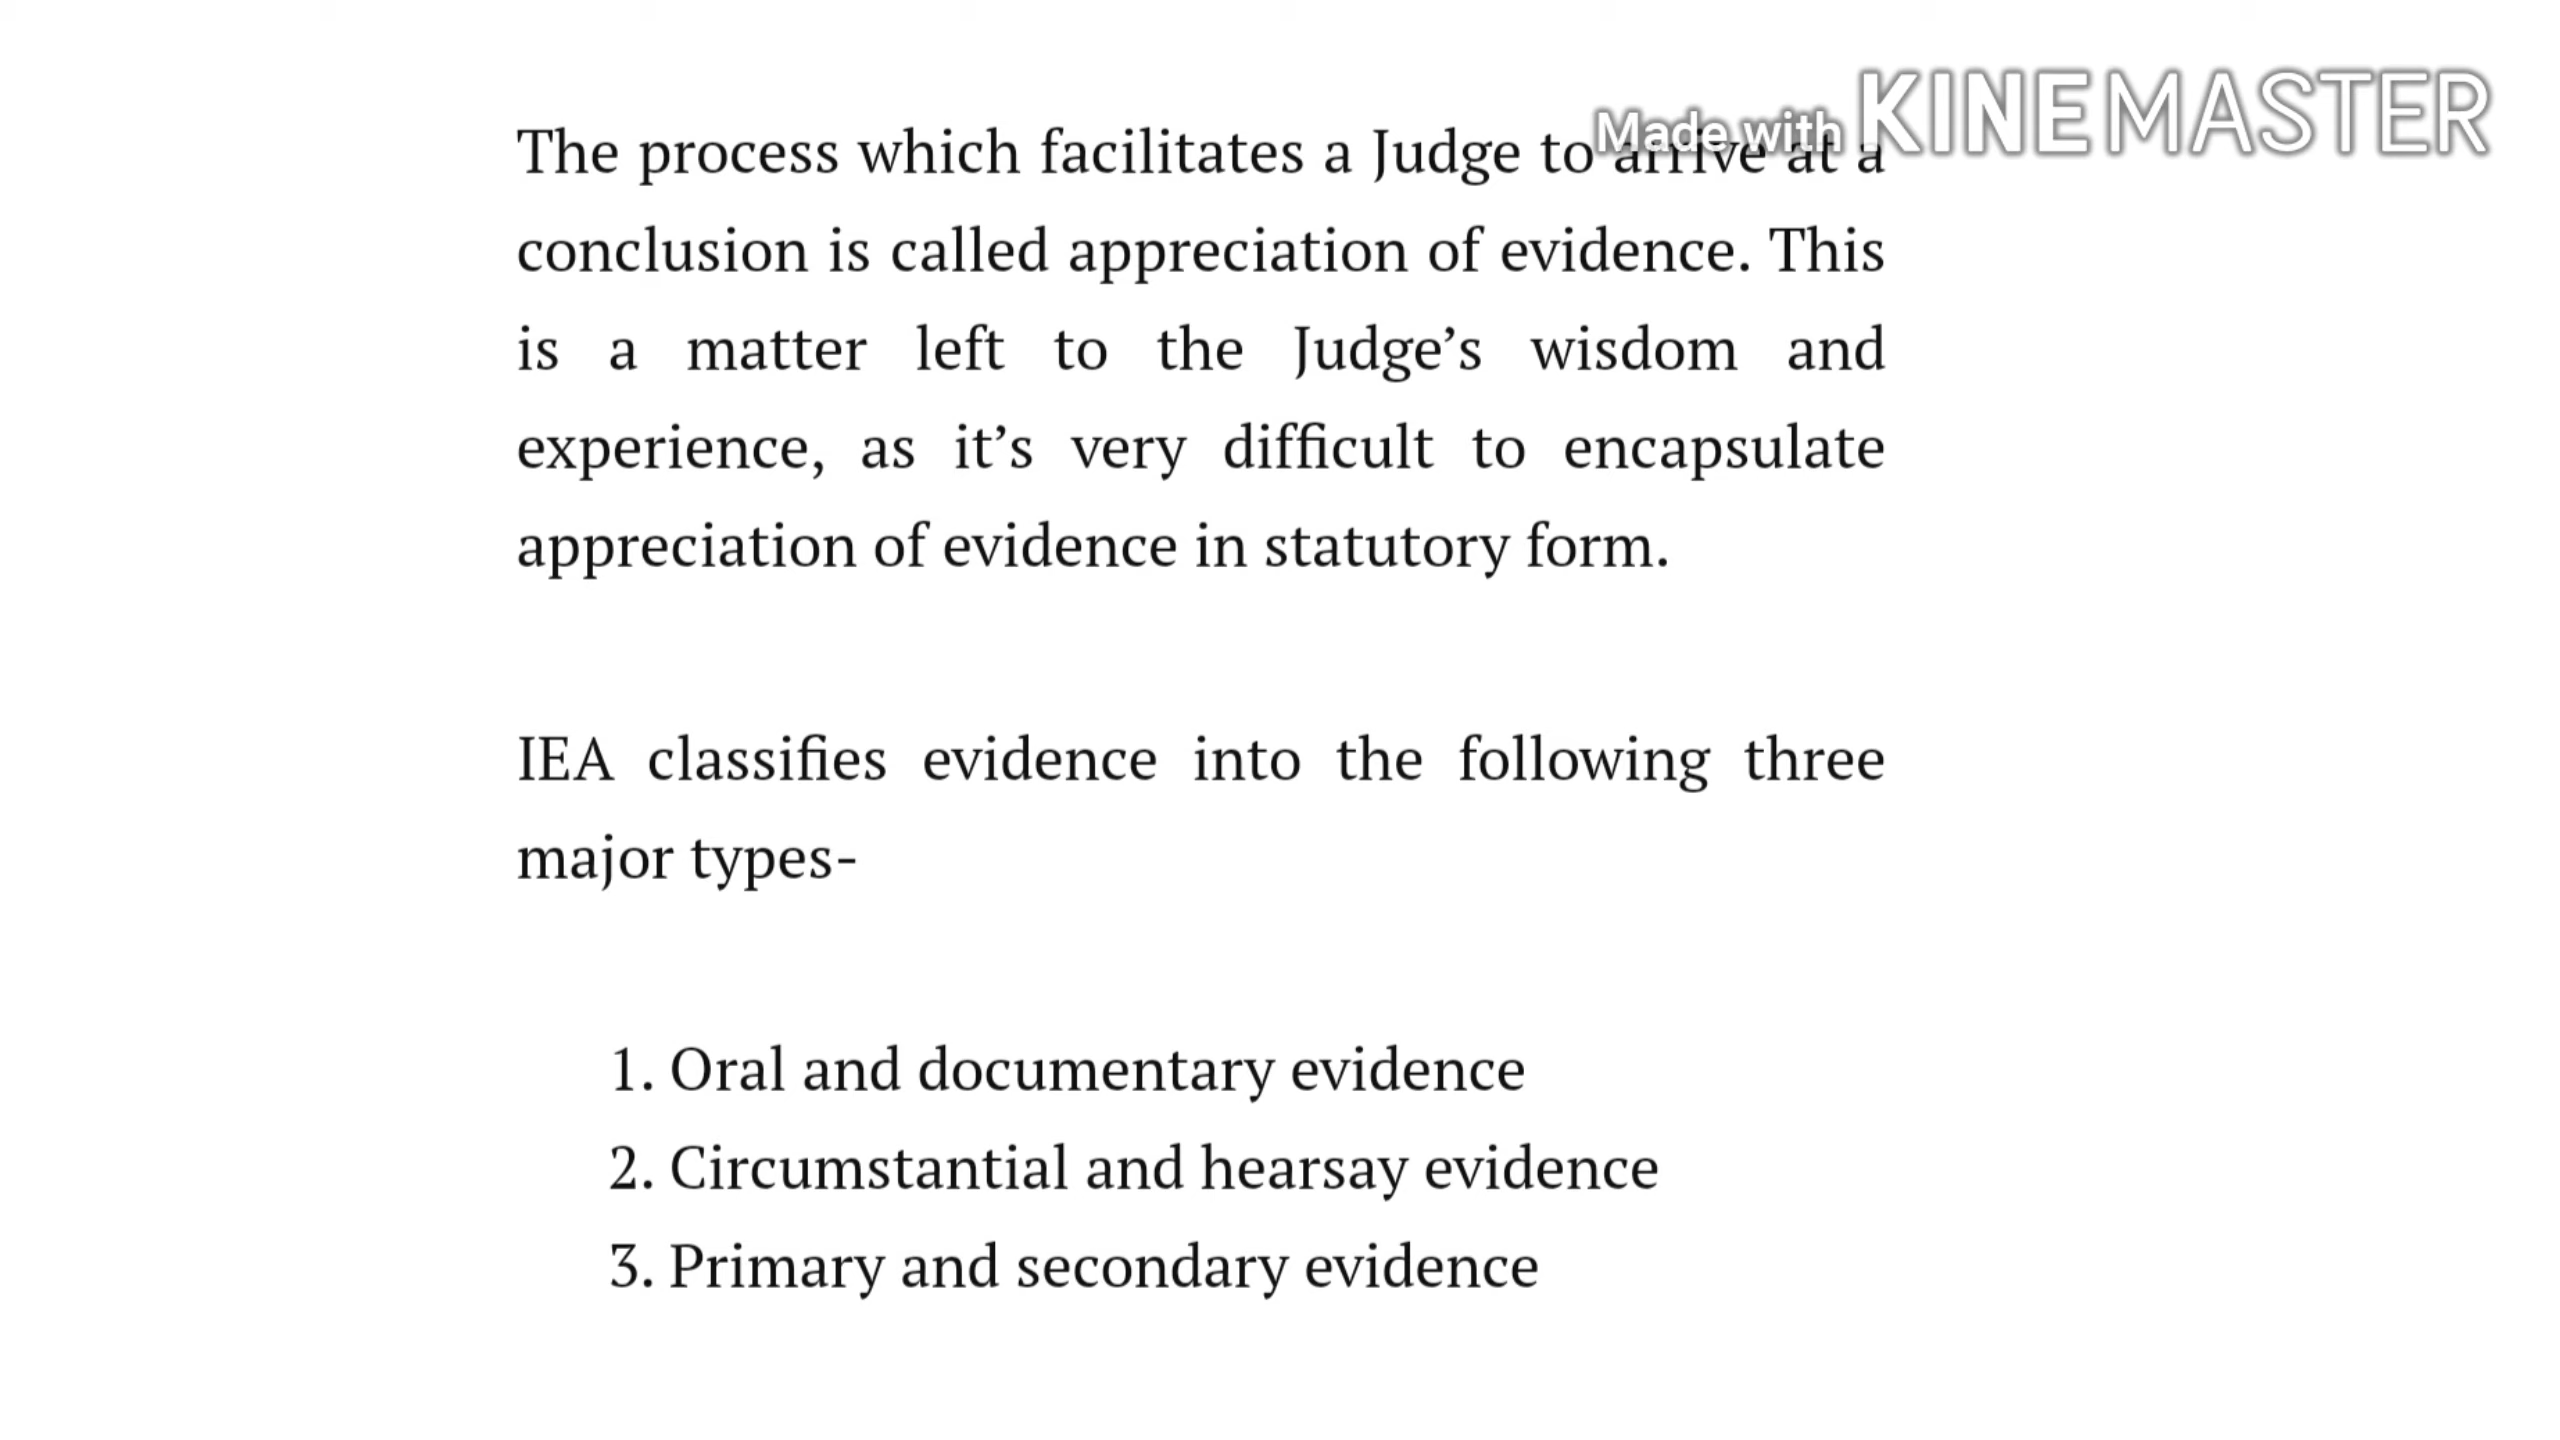 Made with KINEMASTER
The process which facilitates a Judge to arrive at a
conclusion is called appreciation of evidence. This
is a matter left to the Judge’s wisdom and
experience, as it’s very difficult to encapsulate
appreciation of evidence in statutory form.
IEA classifies evidence into the following three
major types-
1. Oral and documentary evidence
2. Circumstantial and hearsay evidence
3. Primary and secondary evidence